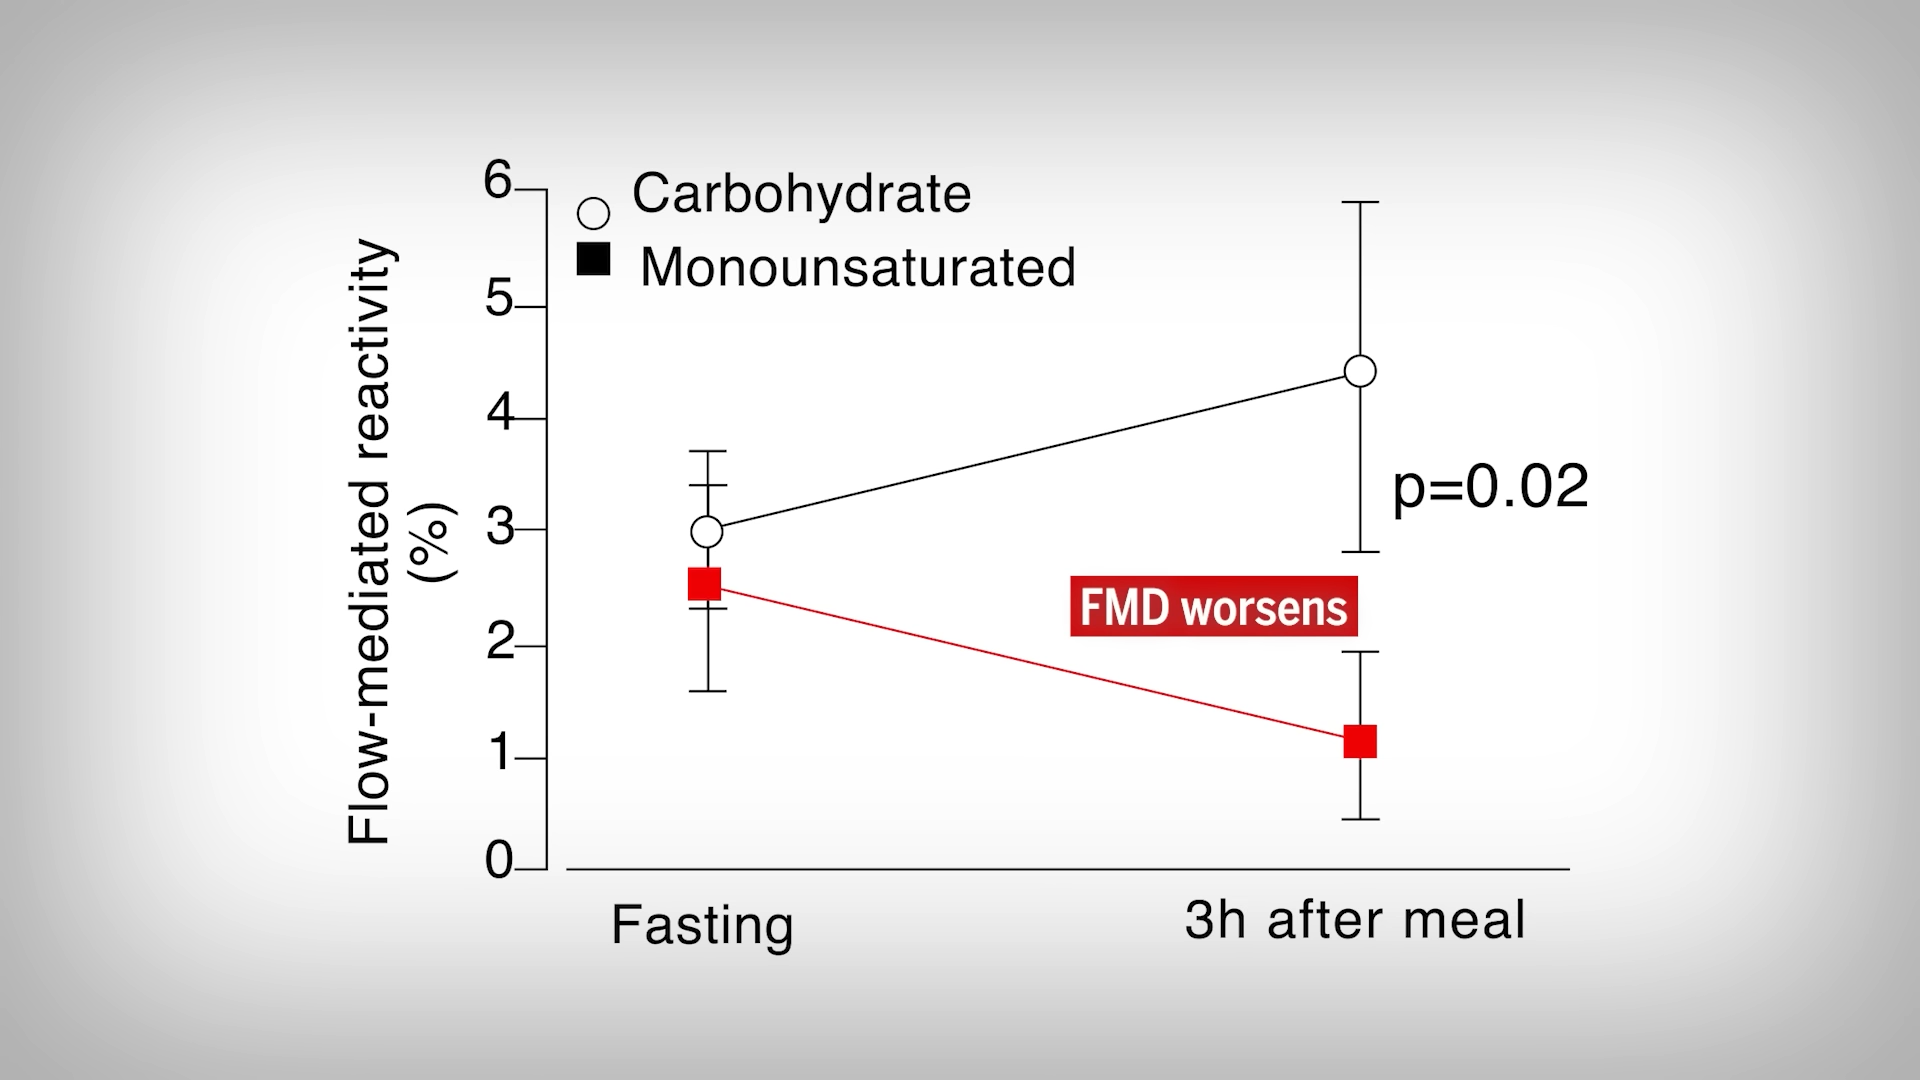 Flow-mediated reactivity
(%)
6
5
4
3
2
1
0
Carbohydrate
Monounsaturated
p=0.02
FMD worsens
Fasting
3h after meal